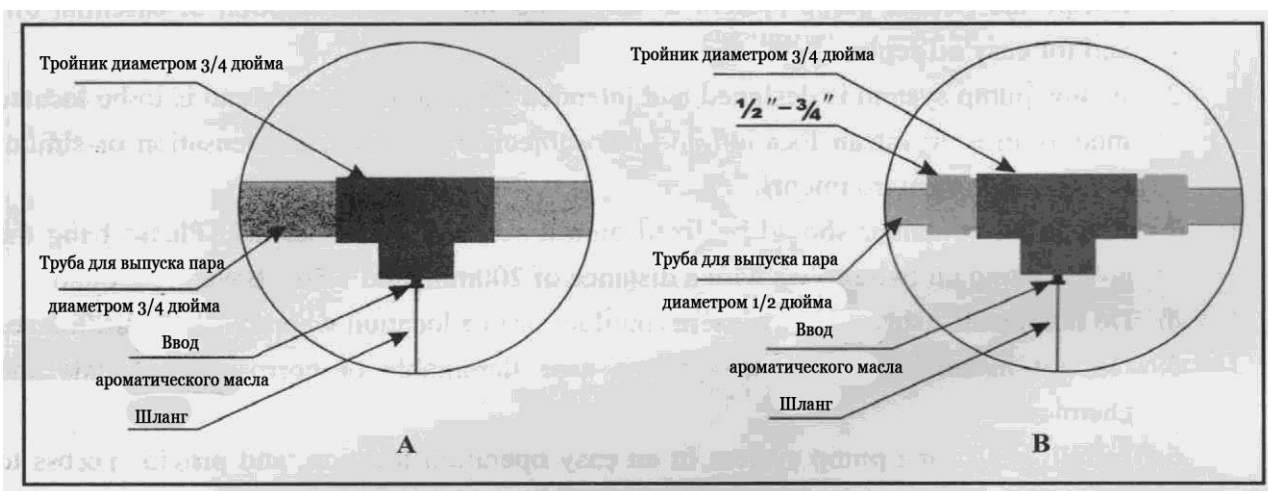 Тройник диаметром 3/4 дюйма
Труба для выпуска пара
диаметром 3/4 дюйма
Ввод
ароматического масла
Шланг
A
Тройник диаметром 3/4 дюйма
1/2"–3/4"
Труба для выпуска пара
диаметром 1/2 дюйма
Ввод
ароматического масла
Шланг
B